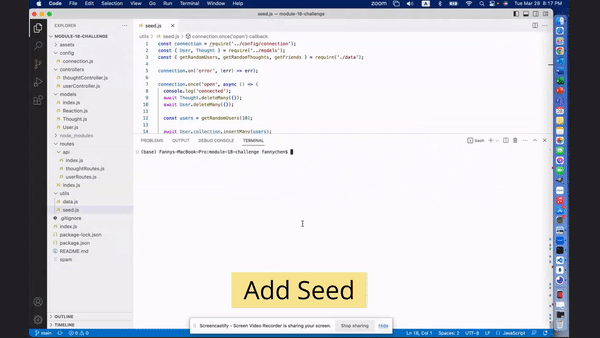 Code File Edit Selection View Go Run Terminal Window Help
zoom Tue Mar 28 8:17 PM
seed.js — module-18-challenge
EXPLORER
MODULE-18-CHALLENGE
assets
config
connection.js
controllers
thoughtController.js
userController.js
models
index.js
Reaction.js
Thought.js
User.js
node_modules
routes
api
index.js
thoughtRoutes.js
userRoutes.js
index.js
utils
data.js
seed.js
.gitignore
index.js
package-lock.json
package.json
README.md
spam
OUTLINE
TIMELINE
JS seed.js ×
utils > JS seed.js > connection.once('open') callback
1 const connection = require('../config/connection');
2 const { User, Thought } = require('../models');
3 const { getRandomUsers, getRandomThoughts, getFriends } = require('./data');
4
5 connection.on('error', (err) => err);
6
7 connection.once('open', async () => {
8 console.log('connected');
9 await Thought.deleteMany({});
10 await User.deleteMany({});
11
12 const users = getRandomUsers(10);
13
14 await User.collection.insertMany(users);
PROBLEMS OUTPUT DEBUG CONSOLE TERMINAL
bash
(base) Fannys-MacBook-Pro:module-18-challenge fannychen$
Add Seed
Screencastify - Screen Video Recorder is sharing your screen. Stop sharing Hide
main 0 0
Ln 18, Col 1 Spaces: 2 UTF-8 LF JavaScript